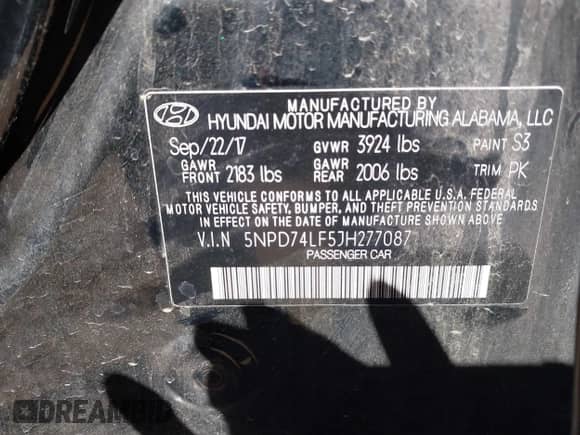 MANUFACTURED BY
HYUNDAI MOTOR MANUFACTURING ALABAMA, LLC
Sep/22/17 GVWR 3924 lbs PAINT S3
GAWR FRONT 2183 lbs GAWR REAR 2006 lbs TRIM PK
THIS VEHICLE CONFORMS TO ALL APPLICABLE U.S.A. FEDERAL
MOTOR VEHICLE SAFETY, BUMPER, AND THEFT PREVENTION STANDARDS
IN EFFECT ON THE DATE OF MANUFACTURE SHOWN ABOVE.
V.I.N 5NPD74LF5JH277087
PASSENGER CAR
DREAMBID